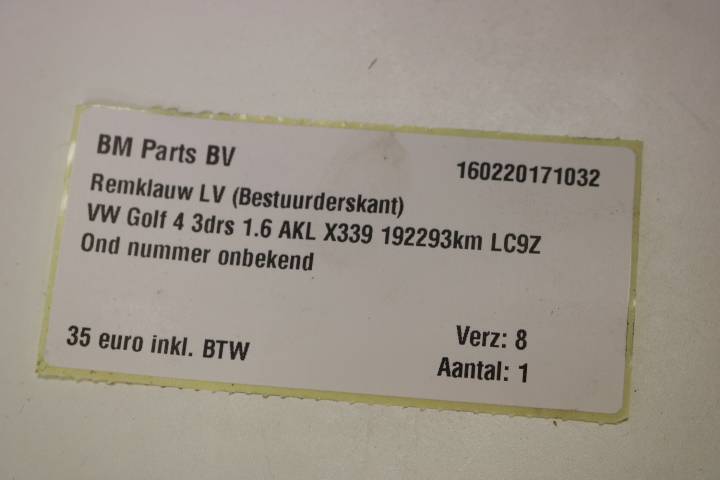 BM Parts BV
160220171032
Remklauw LV (Bestuurderskant)
VW Golf 4 3drs 1.6 AKL X339 192293km LC9Z
Ond nummer onbekend
35 euro inkl. BTW
Verz: 8
Aantal: 1